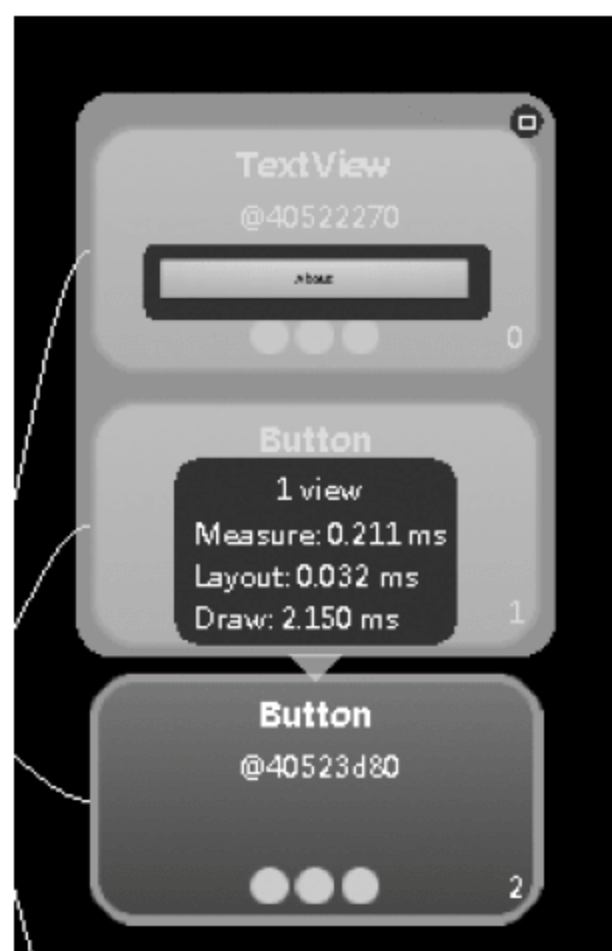 TextView
@40522270
About
0
Button
1 view
Measure: 0.211 ms
Layout: 0.032 ms
Draw: 2.150 ms
1
Button
@40523d80
2